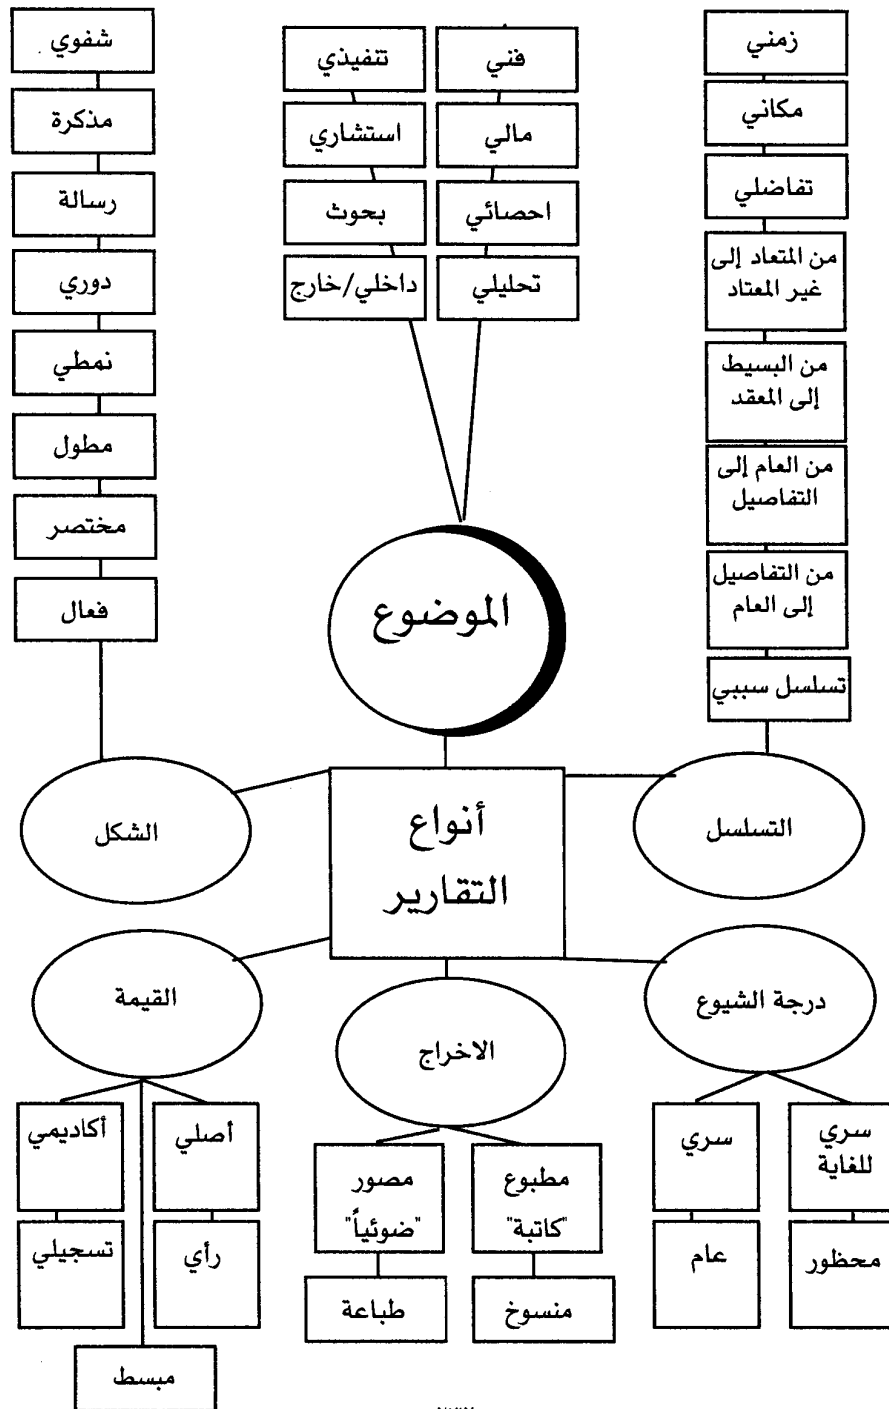 زمني
مكاني
تفاضلي
من المتعاد إلى
غير المعتاد
من البسيط
إلى المعقد
من العام إلى
التفاصيل
من التفاصيل
إلى العام
تسلسل سببي
التسلسل
فني
مالي
احصائي
تحليلي
تنفيذي
استشاري
بحوث
داخلي/خارج
الموضوع
شفوي
مذكرة
رسالة
دوري
نمطي
مطول
مختصر
فعال
الشكل
أنواع
التقارير
درجة الشيوع
سري
للغاية
محظور
سري
عام
الاخراج
مطبوع
"كاتبة"
منسوخ
مصور
"ضوئياً"
طباعة
القيمة
أصلي
رأي
أكاديمي
تسجيلي
مبسط